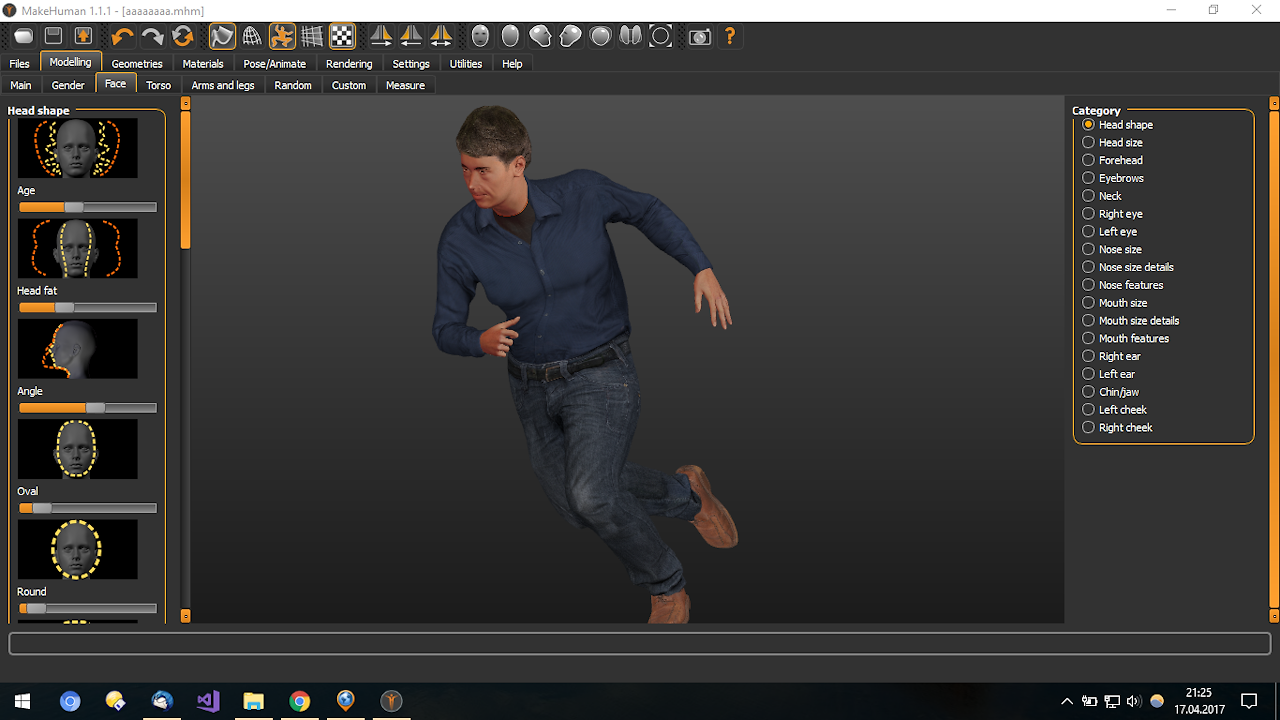 MakeHuman 1.1.1 - [aaaaaaaa.mhm]
Files Modelling Geometries Materials Pose/Animate Rendering Settings Utilities Help
Main Gender Face Torso Arms and legs Random Custom Measure
Head shape
Age
Head fat
Angle
Oval
Round
Category
Head shape
Head size
Forehead
Eyebrows
Neck
Right eye
Left eye
Nose size
Nose size details
Nose features
Mouth size
Mouth size details
Mouth features
Right ear
Left ear
Chin/jaw
Left cheek
Right cheek
21:25
17.04.2017